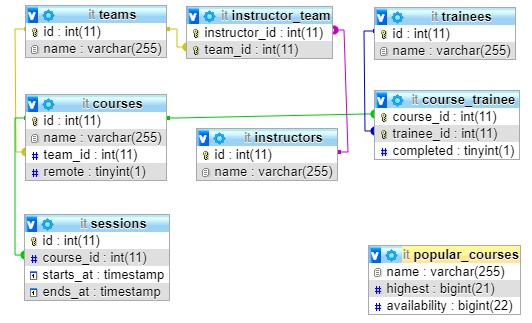 it teams
id : int(11)
name : varchar(255)
it instructor_team
instructor_id : int(11)
team_id : int(11)
it trainees
id : int(11)
name : varchar(255)
it courses
id : int(11)
name : varchar(255)
team_id : int(11)
remote : tinyint(1)
it instructors
id : int(11)
name : varchar(255)
it course_trainee
course_id : int(11)
trainee_id : int(11)
completed : tinyint(1)
it sessions
id : int(11)
course_id : int(11)
starts_at : timestamp
ends_at : timestamp
it popular_courses
name : varchar(255)
highest : bigint(21)
availability : bigint(22)